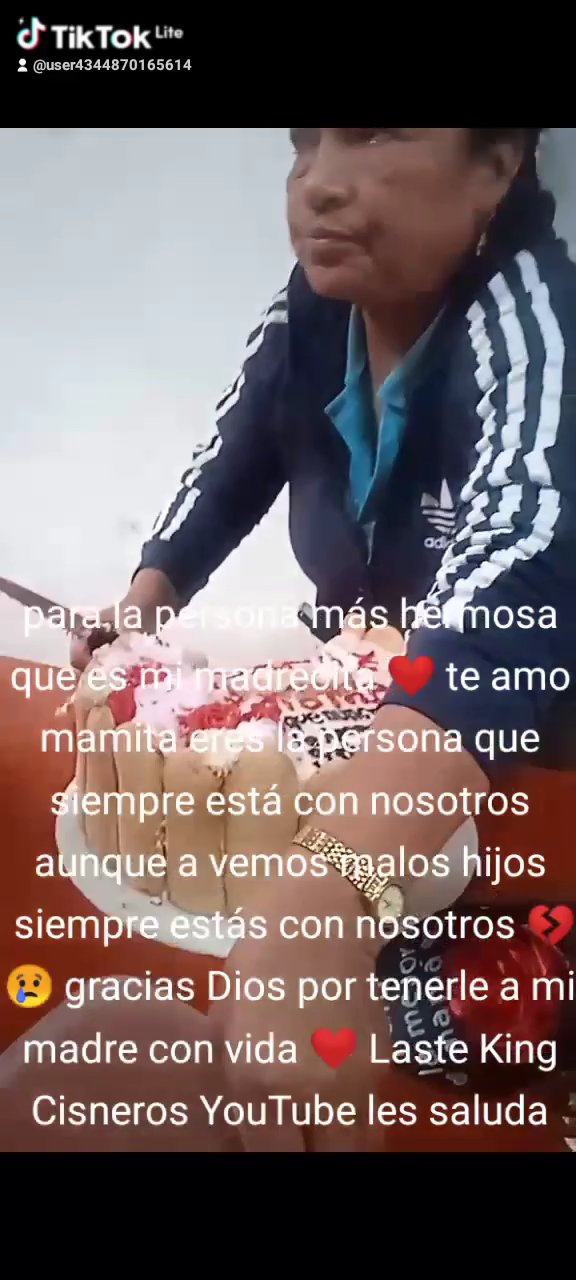 TikTok Lite
@user4344870165614
adidas
para la persona más hermosa
que es mi madrecita ❤️ te amo
mamita eres la persona que
siempre está con nosotros
aunque a vemos malos hijos
siempre estás con nosotros 💔
😢 gracias Dios por tenerle a mi
madre con vida ❤️ Laste King
Cisneros YouTube les saluda